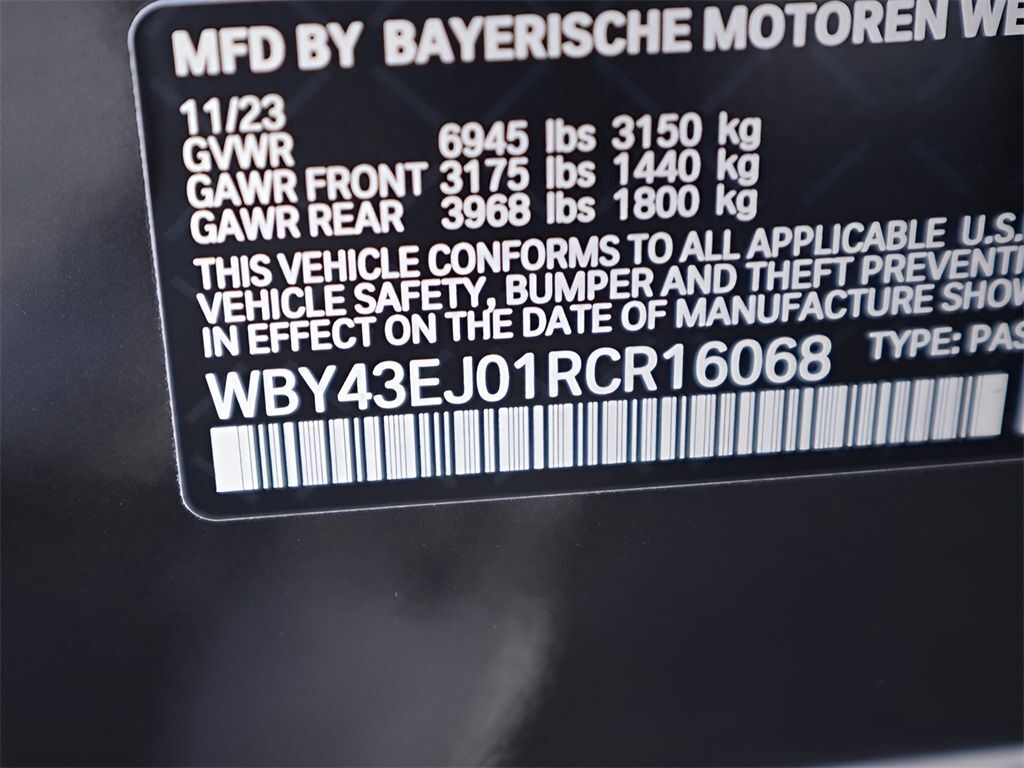 MFD BY BAYERISCHE MOTOREN WE
11/23
GVWR 6945 lbs 3150 kg
GAWR FRONT 3175 lbs 1440 kg
GAWR REAR 3968 lbs 1800 kg
THIS VEHICLE CONFORMS TO ALL APPLICABLE U.S.
VEHICLE SAFETY, BUMPER AND THEFT PREVENTI
IN EFFECT ON THE DATE OF MANUFACTURE SHOW
WBY43EJ01RCR16068 TYPE: PAS